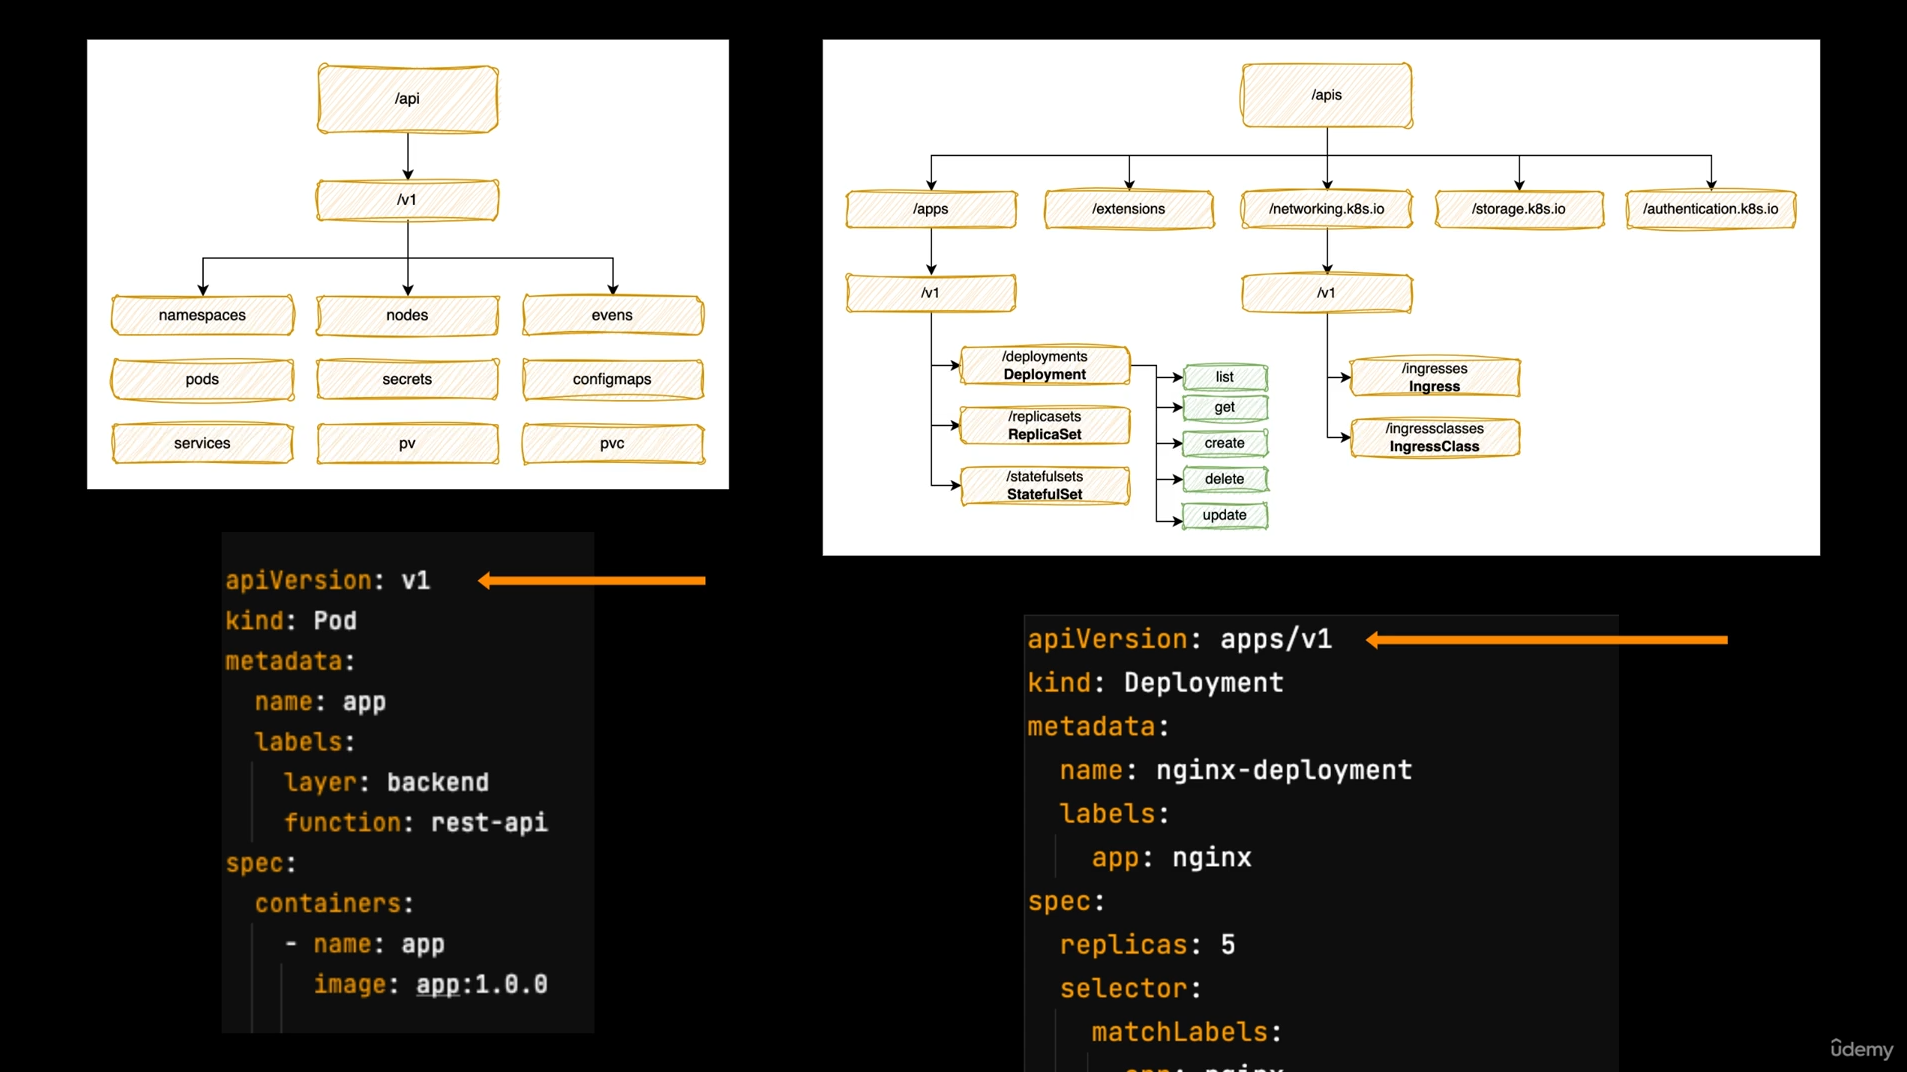 /api
/v1
namespaces
nodes
evens
pods
secrets
configmaps
services
pv
pvc
/apis
/apps
/extensions
/networking.k8s.io
/storage.k8s.io
/authentication.k8s.io
/v1
/v1
/deployments
Deployment
/replicasets
ReplicaSet
/statefulsets
StatefulSet
list
get
create
delete
update
/ingresses
Ingress
/ingressclasses
IngressClass
apiVersion: v1
kind: Pod
metadata:
  name: app
  labels:
    layer: backend
    function: rest-api
spec:
  containers:
    - name: app
      image: app:1.0.0
apiVersion: apps/v1
kind: Deployment
metadata:
  name: nginx-deployment
  labels:
    app: nginx
spec:
  replicas: 5
  selector:
    matchLabels:
      app: nginx
udemy